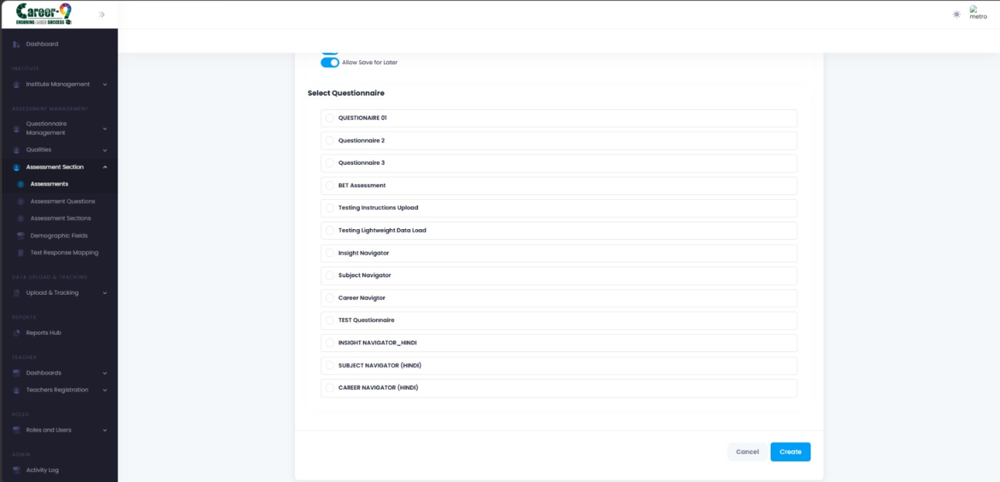 Career-9
ENSURING CAREER SUCCESS
metro
Dashboard
INSTITUTE
Institute Management
ASSESSMENT MANAGEMENT
Questionnaire
Management
Qualities
Assessment Section
Assessments
Assessment Questions
Assessment Sections
Demographic Fields
Text Response Mapping
DATA UPLOAD & TRACKING
Upload & Tracking
REPORTS
Reports Hub
TEACHER
Dashboards
Teachers Registration
ROLES
Roles and Users
ADMIN
Activity Log
Allow Save for Later
Select Questionnaire
QUESTIONAIRE 01
Questionnaire 2
Questionnaire 3
BET Assessment
Testing Instructions Upload
Testing Lightweight Data Load
Insight Navigator
Subject Navigator
Career Navigtor
TEST Questionnaire
INSIGHT NAVIGATOR_HINDI
SUBJECT NAVIGATOR (HINDI)
CAREER NAVIGATOR (HINDI)
Cancel
Create